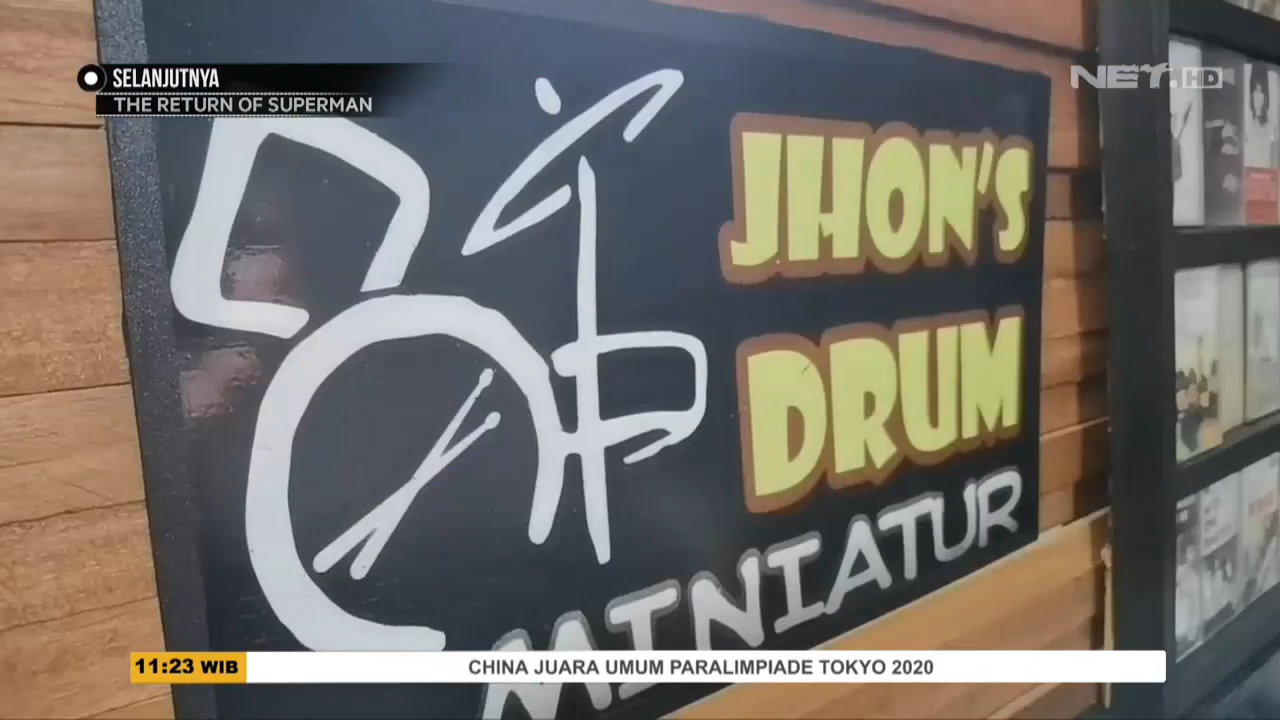 SELANJUTNYA
THE RETURN OF SUPERMAN
NET.HD
JHON'S
DRUM
MINIATUR
11:23 WIB
CHINA JUARA UMUM PARALIMPIADE TOKYO 2020